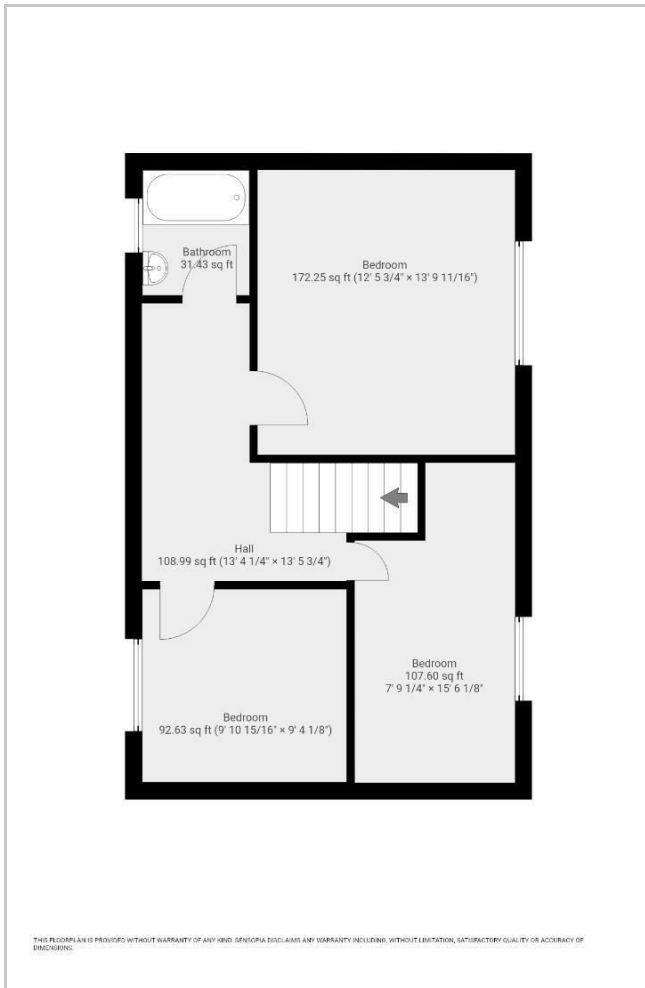 Bathroom
31.43 sq ft
Bedroom
172.25 sq ft (12' 5 3/4" × 13' 9 11/16")
Hall
108.99 sq ft (13' 4 1/4" × 13' 5 3/4")
Bedroom
107.60 sq ft
7' 9 1/4" × 15' 6 1/8"
Bedroom
92.63 sq ft (9' 10 15/16" × 9' 4 1/8")
THIS FLOORPLAN IS PROVIDED WITHOUT WARRANTY OF ANY KIND. SENSOPIA DISCLAIMS ANY WARRANTY INCLUDING, WITHOUT LIMITATION, SATISFACTORY QUALITY OR ACCURACY OF
DIMENSIONS.